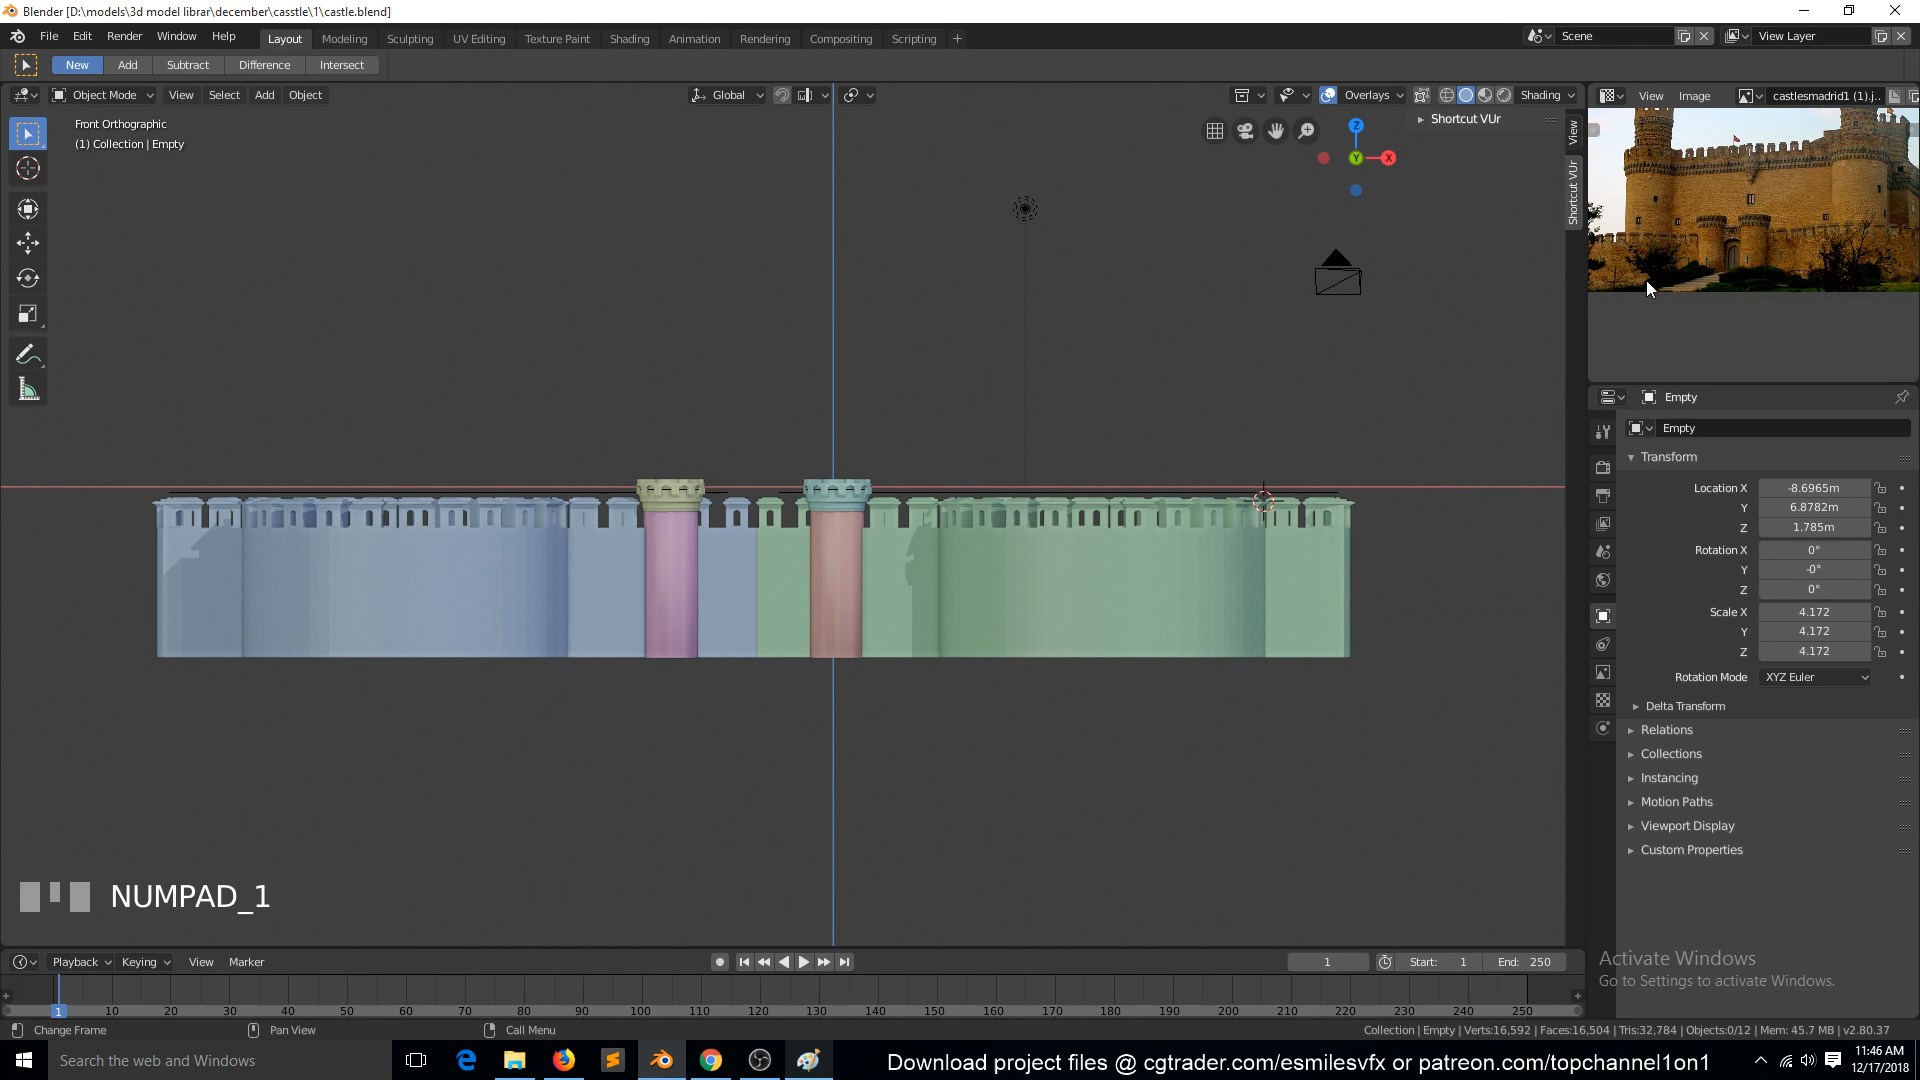 Blender [D:\models\3d model librar\december\casstle\1\castle.blend]
File Edit Render Window Help
Layout Modeling Sculpting UV Editing Texture Paint Shading Animation Rendering Compositing Scripting +
Scene
View Layer
New Add Subtract Difference Intersect
Object Mode View Select Add Object
Global
Overlays
Shading
View Image castlesmadrid1 (1).j..
Front Orthographic
(1) Collection | Empty
Z
Y
X
Shortcut VUr
View
Shortcut VUr
Empty
Empty
Transform
Location X -8.6965m
Y 6.8782m
Z 1.785m
Rotation X 0°
Y -0°
Z 0°
Scale X 4.172
Y 4.172
Z 4.172
Rotation Mode XYZ Euler
Delta Transform
Relations
Collections
Instancing
Motion Paths
Viewport Display
Custom Properties
NUMPAD_1
Activate Windows
Go to Settings to activate Windows.
Playback Keying View Marker
1 Start: 1 End: 250
1 10 20 30 40 50 60 70 80 90 100 110 120 130 140 150 160 170 180 190 200 210 220 230 240 250
Change Frame Pan View Call Menu
Collection | Empty | Verts:16,592 | Faces:16,504 | Tris:32,784 | Objects:0/12 | Mem: 45.7 MB | v2.80.37
Search the web and Windows
Download project files @ cgtrader.com/esmilesvfx or patreon.com/topchannel1on1
11:46 AM
12/17/2018